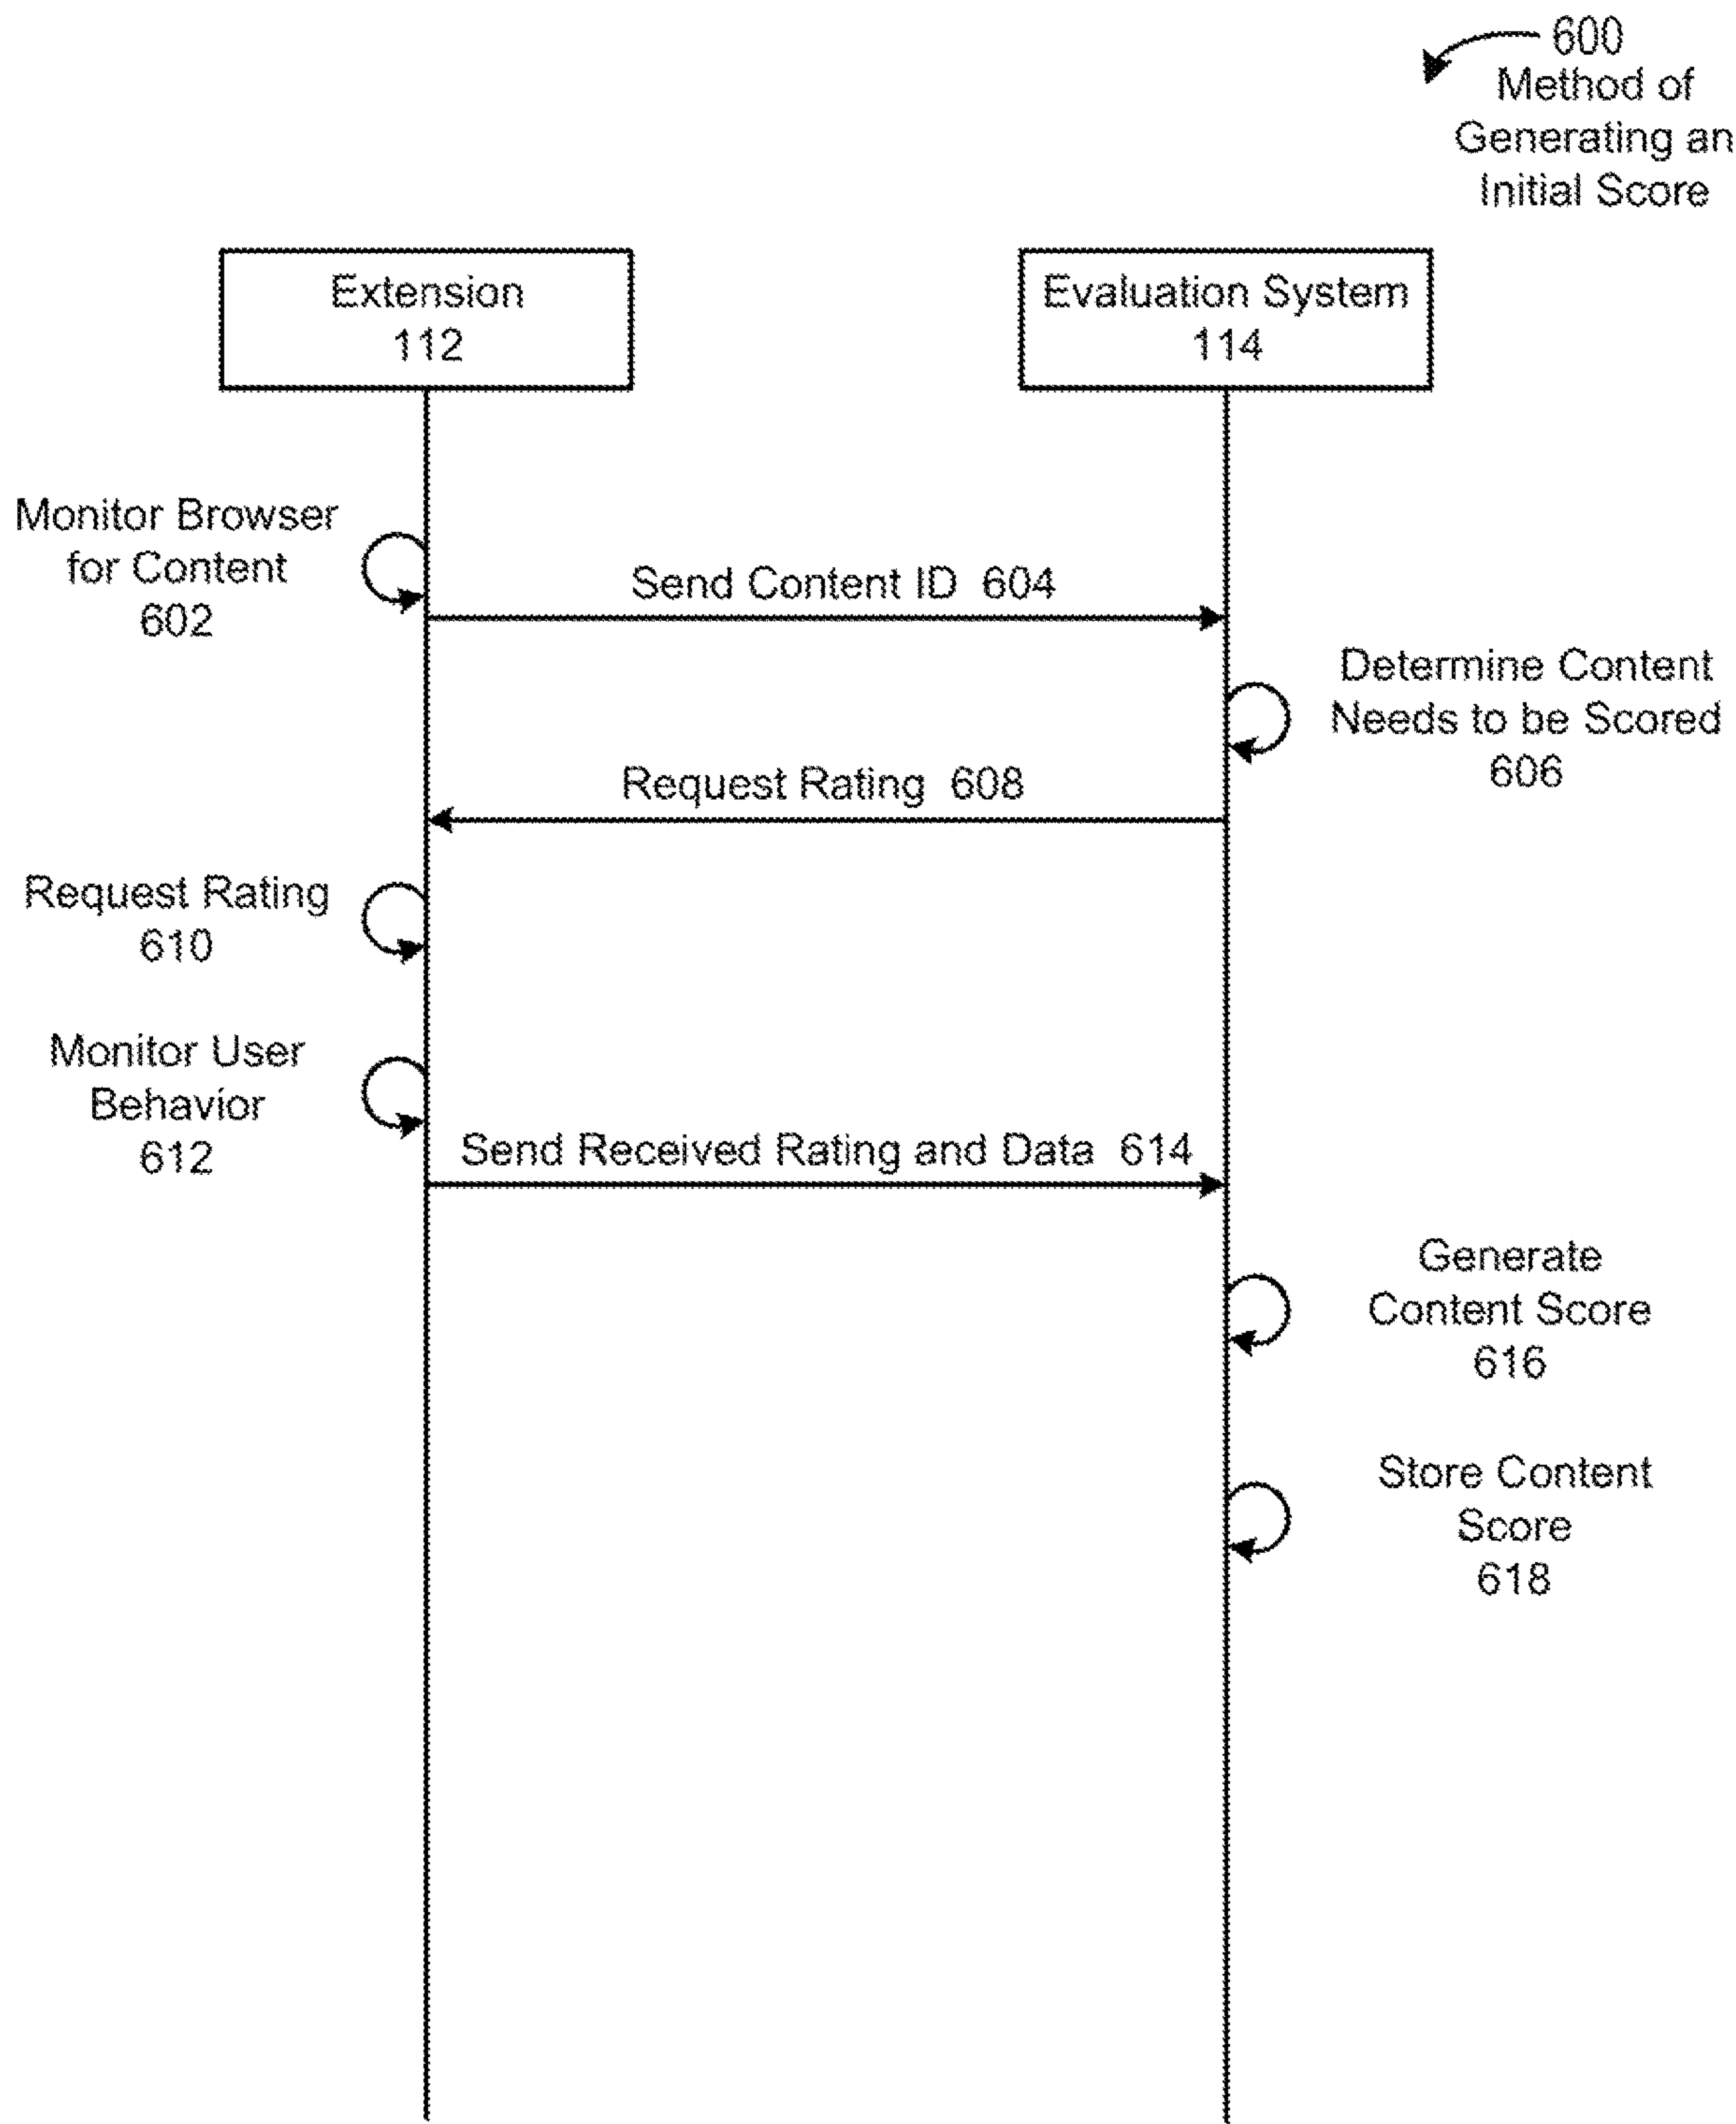 600
Method of
Generating an
Initial Score
Extension
112
Evaluation System
114
Monitor Browser
for Content
602
Send Content ID 604
Determine Content
Needs to be Scored
606
Request Rating 608
Request Rating
610
Monitor User
Behavior
612
Send Received Rating and Data 614
Generate
Content Score
616
Store Content
Score
618